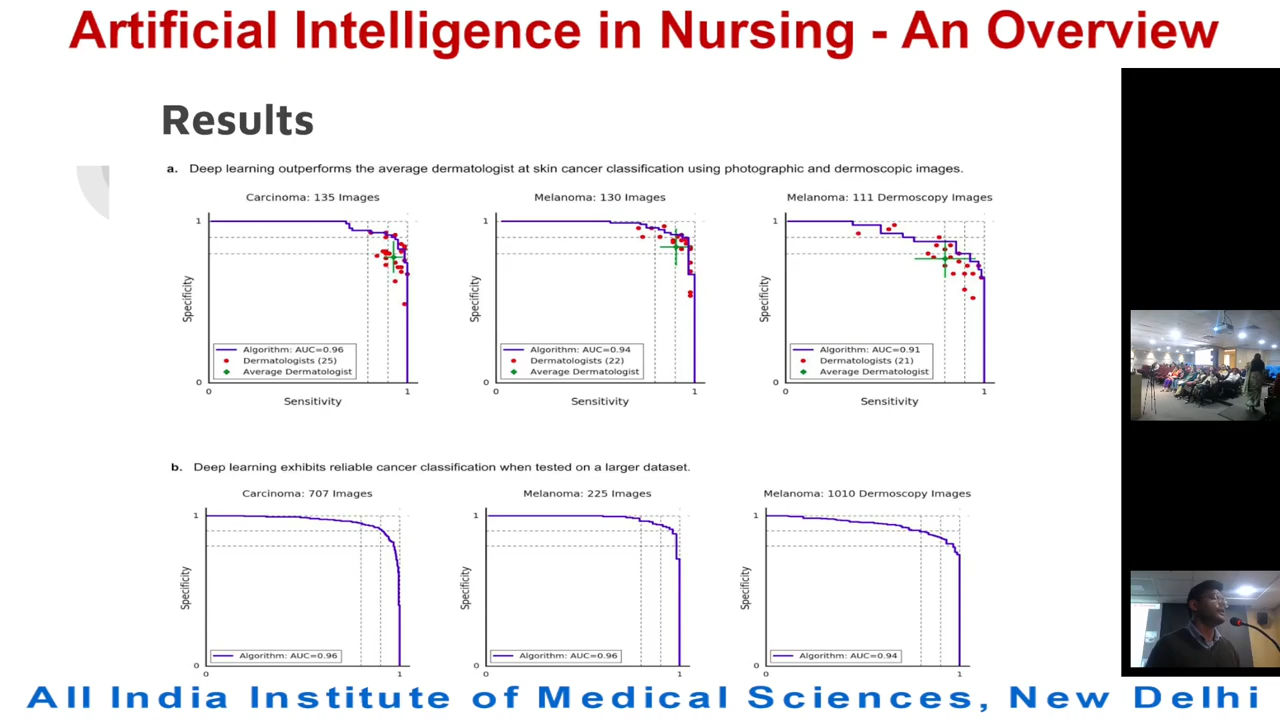 Artificial Intelligence in Nursing - An Overview
Results
a. Deep learning outperforms the average dermatologist at skin cancer classification using photographic and dermoscopic images.
Carcinoma: 135 Images
1
Specificity
Algorithm: AUC=0.96
Dermatologists (25)
Average Dermatologist
0
0
1
Sensitivity
Melanoma: 130 Images
1
Specificity
Algorithm: AUC=0.94
Dermatologists (22)
Average Dermatologist
0
0
1
Sensitivity
Melanoma: 111 Dermoscopy Images
1
Specificity
Algorithm: AUC=0.91
Dermatologists (21)
Average Dermatologist
0
0
1
Sensitivity
b. Deep learning exhibits reliable cancer classification when tested on a larger dataset.
Carcinoma: 707 Images
1
Specificity
Algorithm: AUC=0.96
0
0
1
Melanoma: 225 Images
1
Specificity
Algorithm: AUC=0.96
0
0
1
Melanoma: 1010 Dermoscopy Images
1
Specificity
Algorithm: AUC=0.94
0
0
1
All India Institute of Medical Sciences, New Delhi